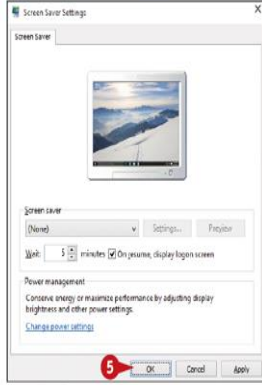 Screen Saver Settings X
Screen Saver
Screen saver
(None) Settings... Preview
Wait: 5 minutes On resume, display logon screen
Power management
Conserve energy or maximize performance by adjusting display
brightness and other power settings.
Change power settings
5 OK Cancel Apply